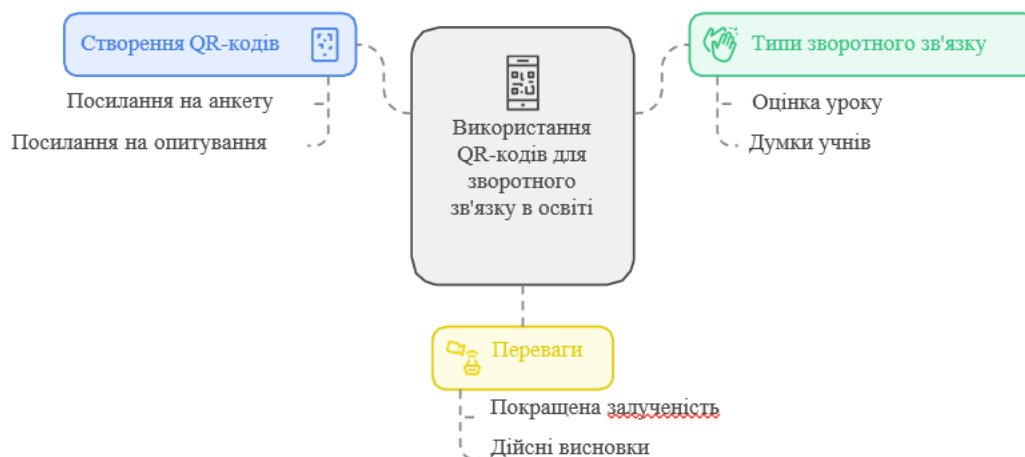 Створення QR-кодів
Посилання на анкету
Посилання на опитування
Використання
QR-кодів для
зворотного
зв'язку в освіті
Типи зворотного зв'язку
Оцінка уроку
Думки учнів
Переваги
Покращена залученість
Дійсні висновки